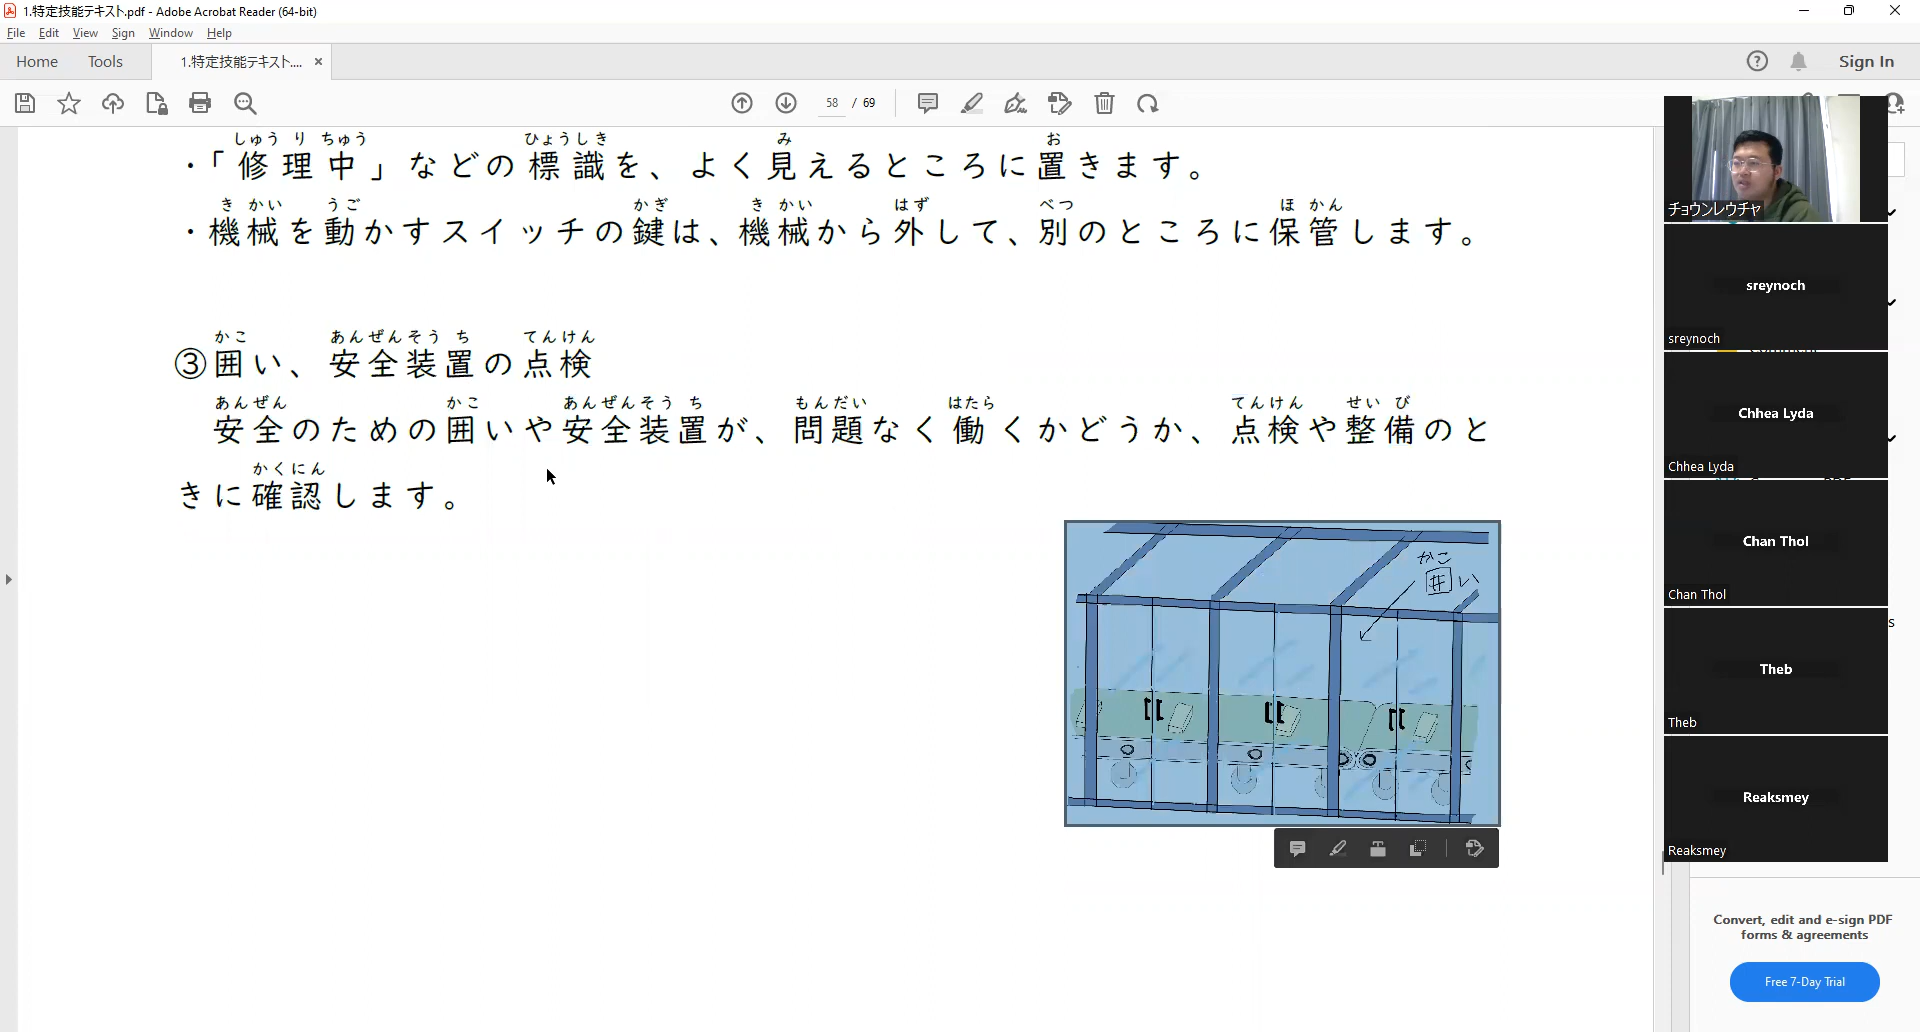 1.特定技能テキスト.pdf - Adobe Acrobat Reader (64-bit)
File Edit View Sign Window Help
Home Tools 1.特定技能テキスト.... ×
Sign In
58 / 69
しゅう り ちゅう ひょうしき み お
・「修理中」などの標識を、よく見えるところに置きます。
き かい うご かぎ き かい はず べつ ほ かん
・機械を動かすスイッチの鍵は、機械から外して、別のところに保管します。
かこ あんぜんそう ち てんけん
③囲い、安全装置の点検
あんぜん かこ あんぜんそう ち もんだい はたら てんけん せい び
安全のための囲いや安全装置が、問題なく働くかどうか、点検や整備のと
かくにん
きに確認します。
かこ
囲い
チョウンレウチャ
sreynoch
sreynoch
Chhea Lyda
Chhea Lyda
Chan Thol
Chan Thol
Theb
Theb
Reaksmey
Reaksmey
Convert, edit and e-sign PDF
forms & agreements
Free 7-Day Trial